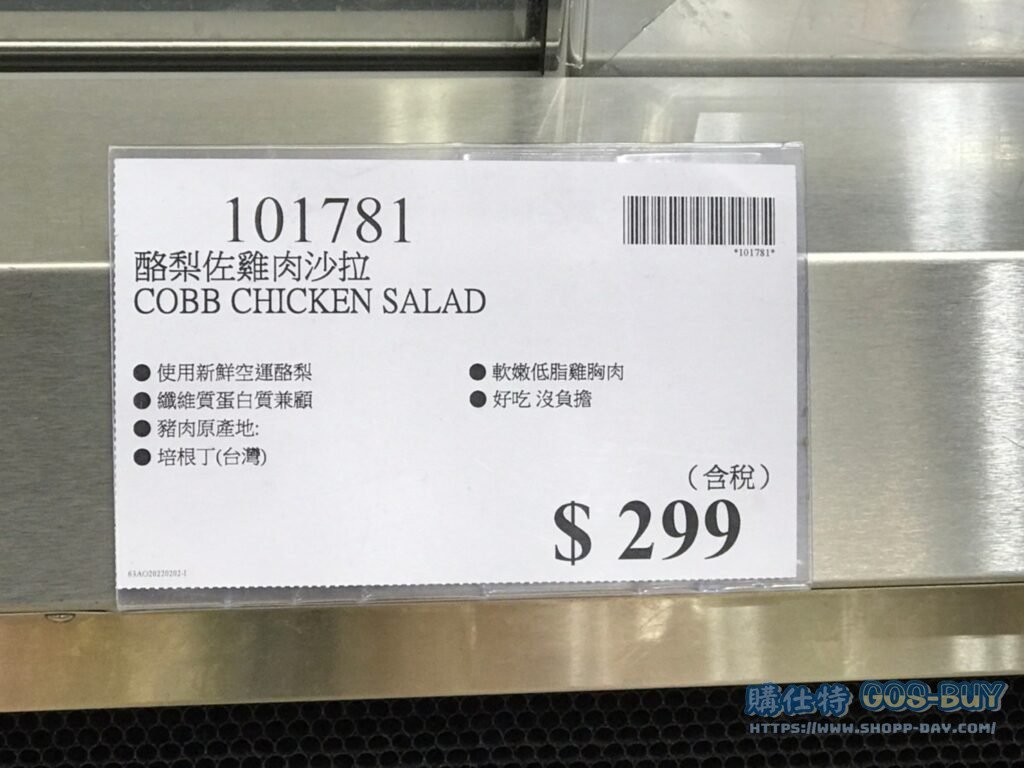 101781
*101781*
酪梨佐雞肉沙拉
COBB CHICKEN SALAD
● 使用新鮮空運酪梨
● 纖維質蛋白質兼顧
● 豬肉原產地:
● 培根丁(台灣)
● 軟嫩低脂雞胸肉
● 好吃 沒負擔
(含稅)
$ 299
63AO20220202-1
購仕特 GOS-BUY
HTTPS://WWW.SHOPP-DAY.COM/